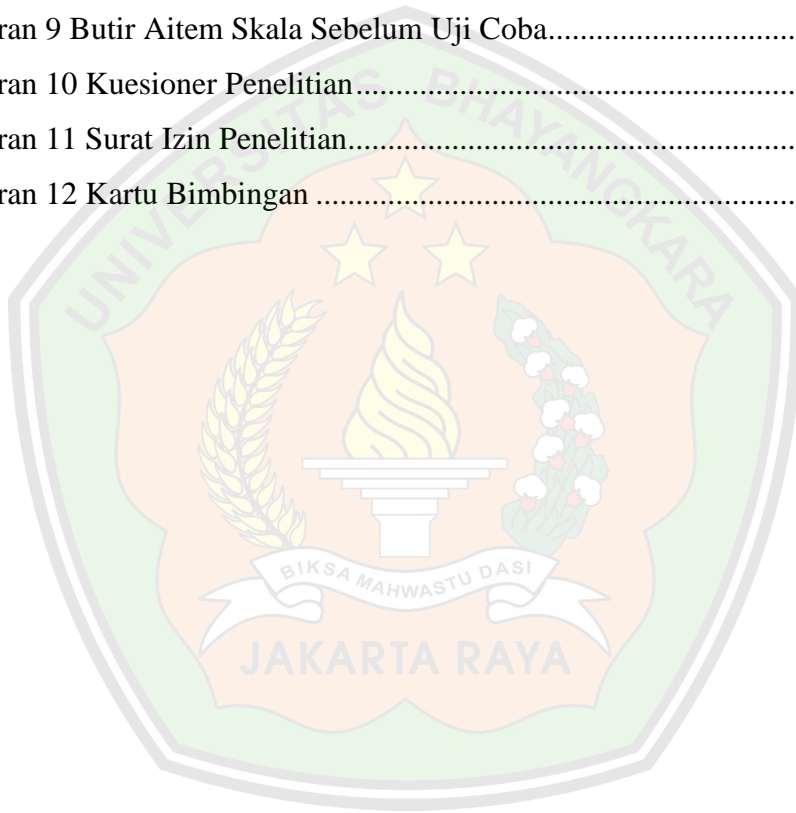 ran 9 Butir Aitem Skala Sebelum Uji Coba..............................
ran 10 Kuesioner Penelitian......................................................
ran 11 Surat Izin Penelitian.......................................................
ran 12 Kartu Bimbingan ...........................................................
UNIVERSITAS BHAYANGKARA
BIKSA MAHWASTU DASI
JAKARTA RAYA